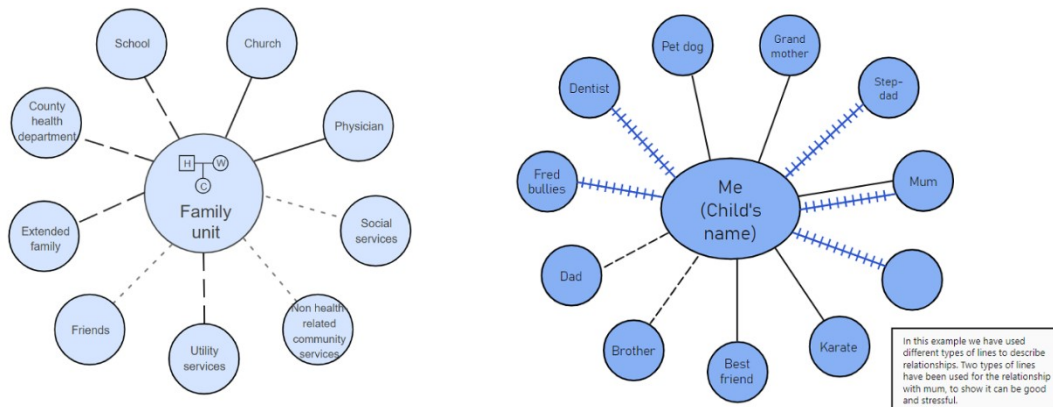 School
Church
County
health
department
Physician
H
W
C
Family
unit
Extended
family
Social
services
Friends
Utility
services
Non health
related
community
services
Pet dog
Grand
mother
Dentist
Step-
dad
Fred
bullies
Me
(Child's
name)
Mum
Dad
Brother
Best
friend
Karate
In this example we have used
different types of lines to describe
relationships. Two types of lines
have been used for the relationship
with mum, to show it can be good
and stressful.